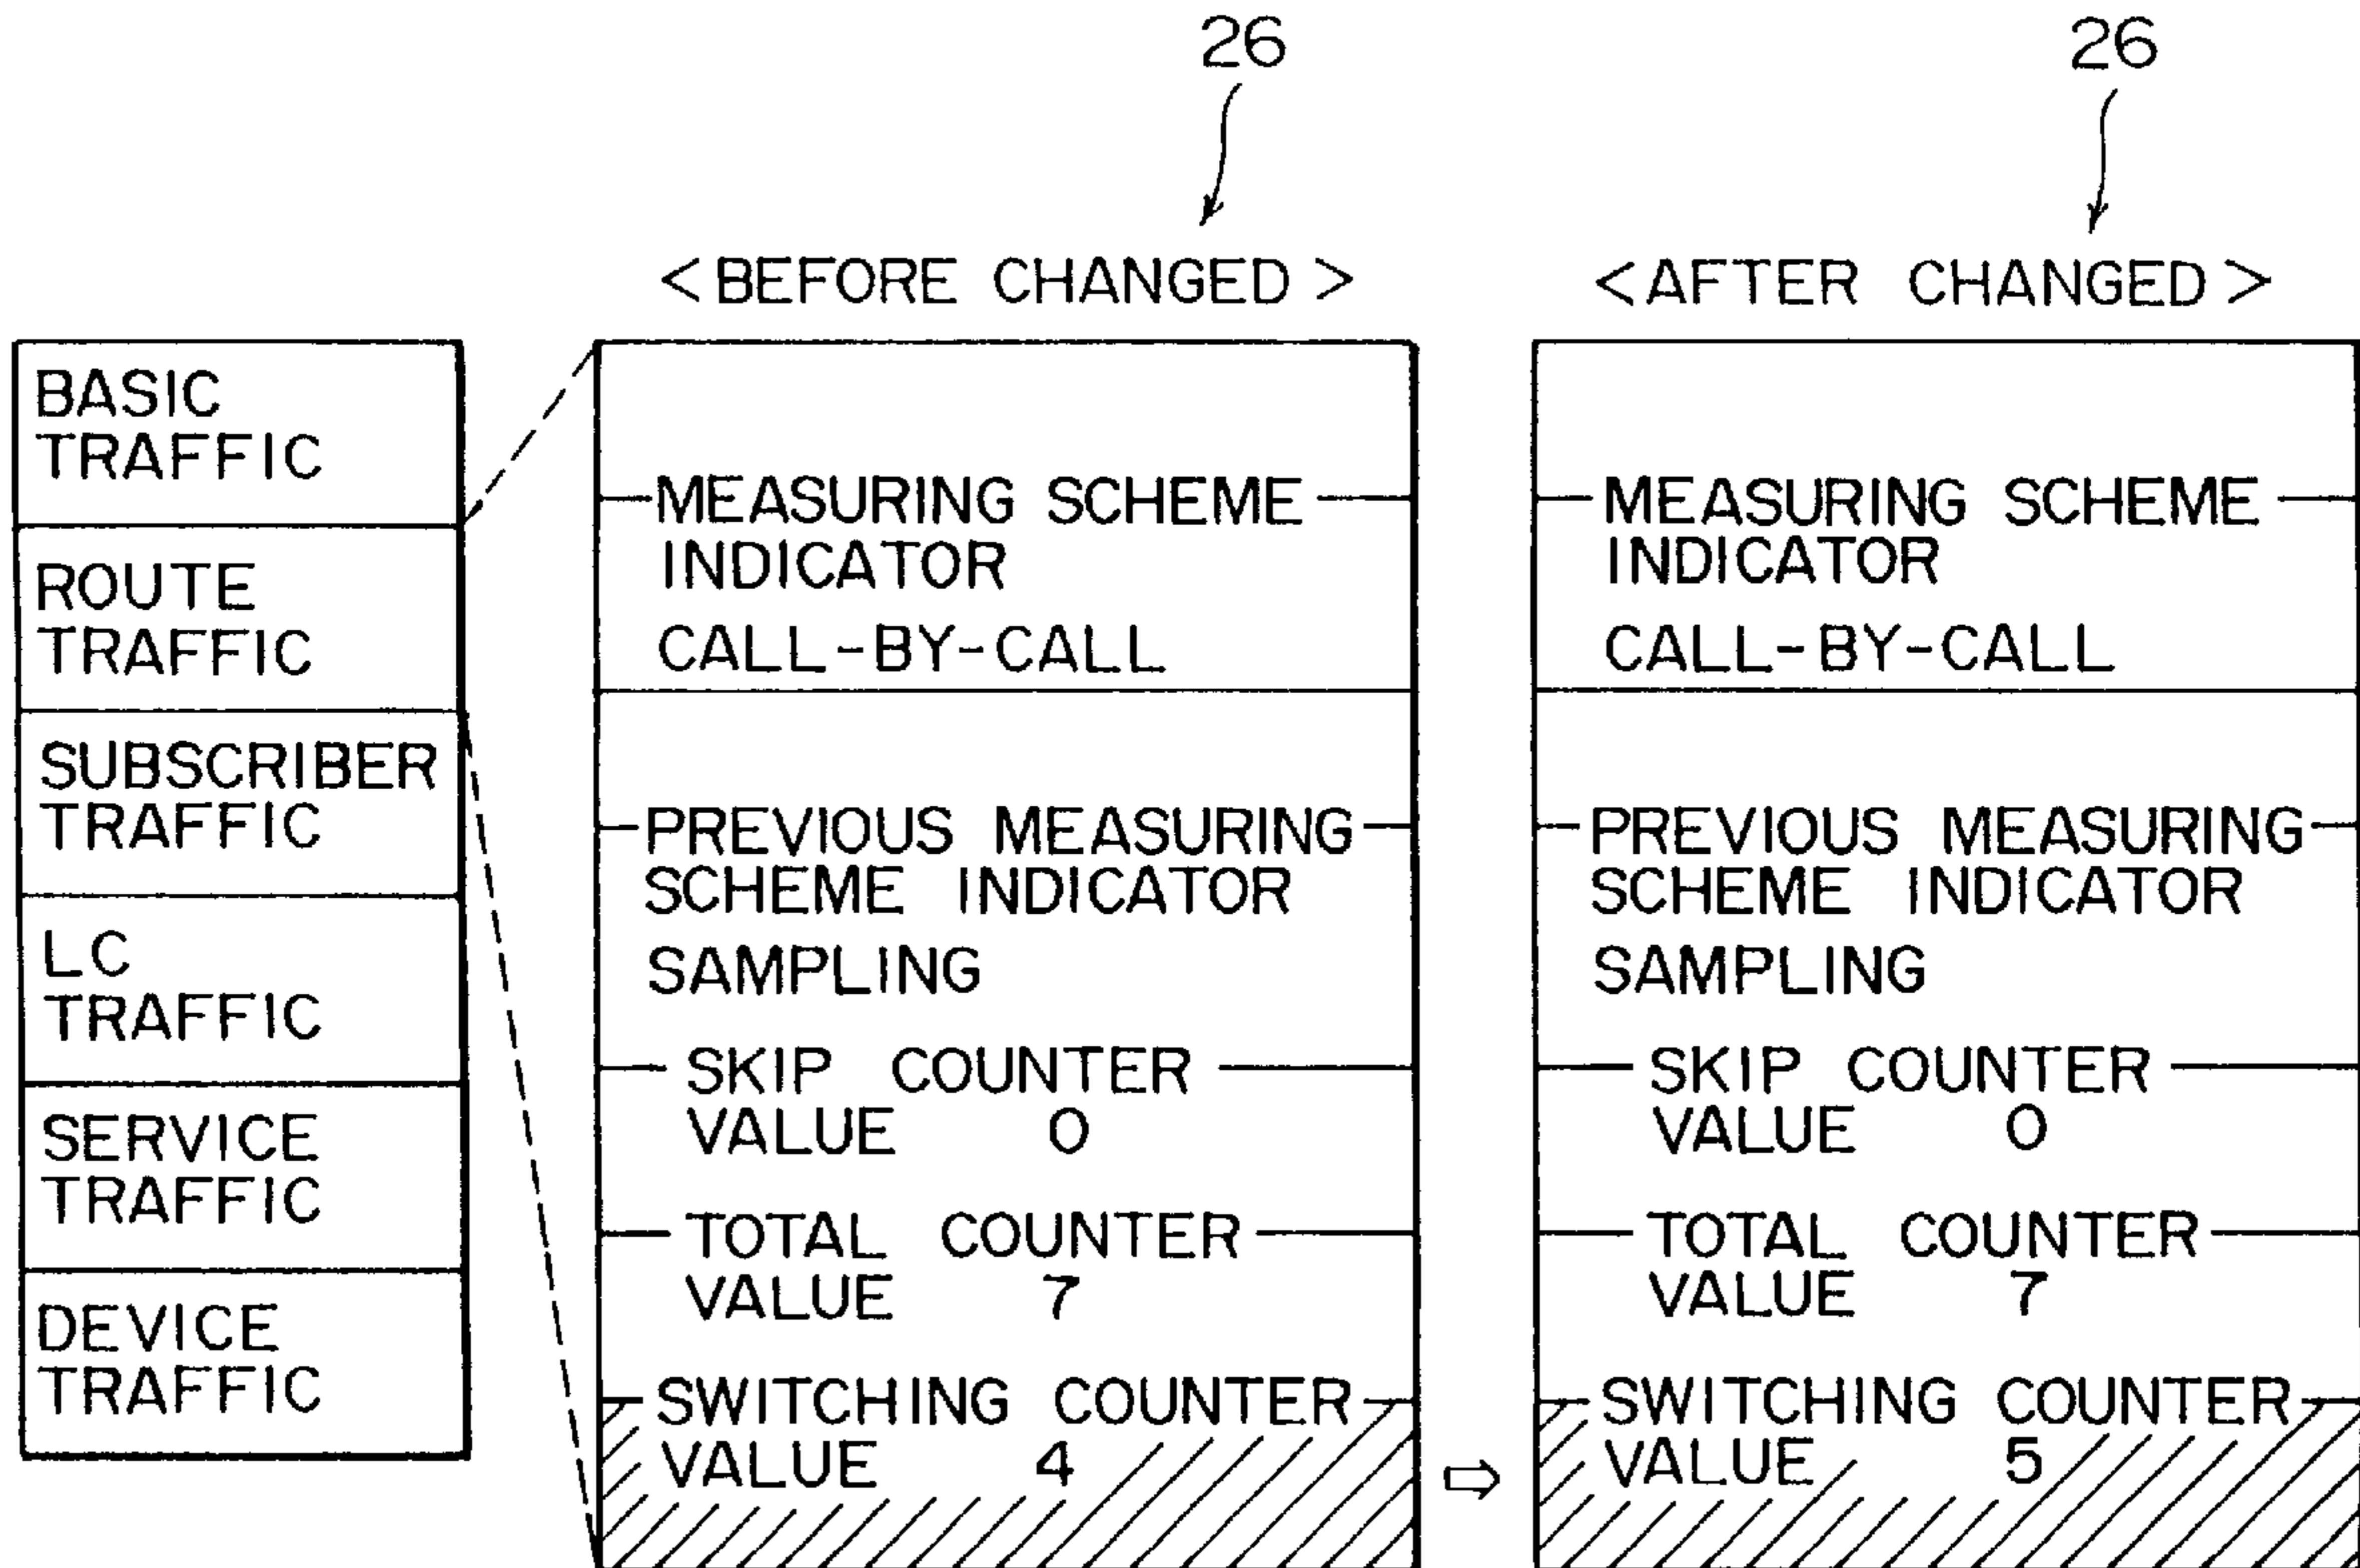 26
26
< BEFORE CHANGED >
< AFTER CHANGED >
BASIC
TRAFFIC
ROUTE
TRAFFIC
SUBSCRIBER
TRAFFIC
LC
TRAFFIC
SERVICE
TRAFFIC
DEVICE
TRAFFIC
MEASURING SCHEME
INDICATOR
CALL-BY-CALL
PREVIOUS MEASURING
SCHEME INDICATOR
SAMPLING
SKIP COUNTER
VALUE 0
TOTAL COUNTER
VALUE 7
SWITCHING COUNTER
VALUE 4
MEASURING SCHEME
INDICATOR
CALL-BY-CALL
PREVIOUS MEASURING
SCHEME INDICATOR
SAMPLING
SKIP COUNTER
VALUE 0
TOTAL COUNTER
VALUE 7
SWITCHING COUNTER
VALUE 5